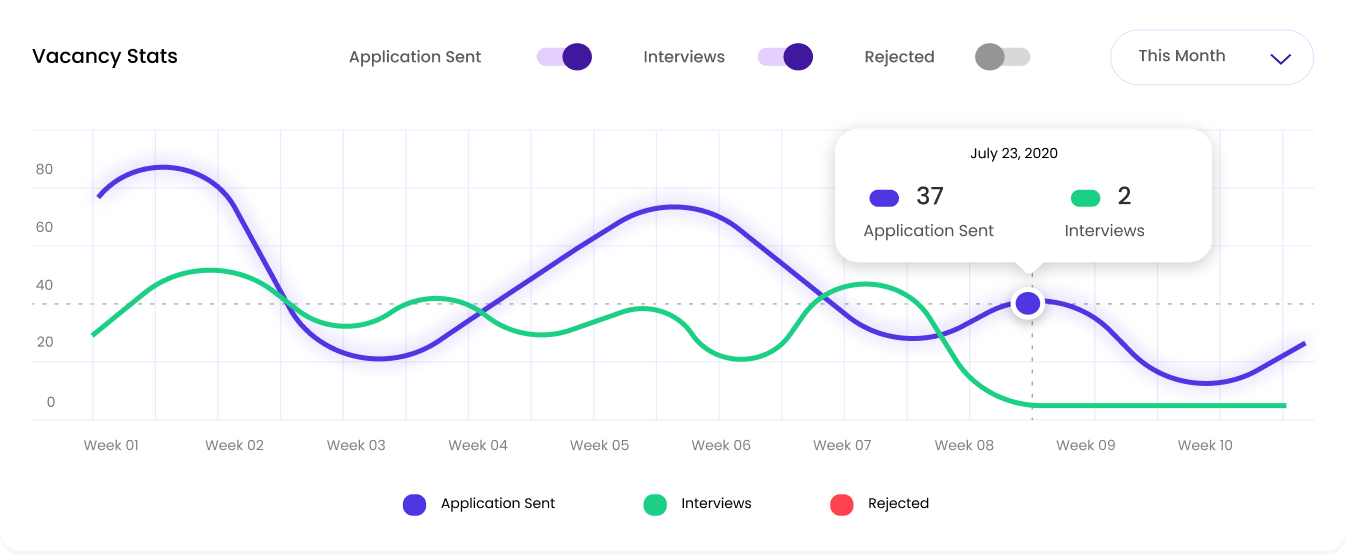 Vacancy Stats
Application Sent
Interviews
Rejected
This Month
July 23, 2020
37
2
Application Sent
Interviews
80
60
40
20
0
Week 01
Week 02
Week 03
Week 04
Week 05
Week 06
Week 07
Week 08
Week 09
Week 10
Application Sent
Interviews
Rejected